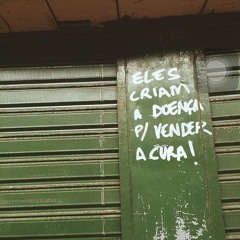 ELES
CRIAM
A DOENÇA
P/ VENDER
A CURA!